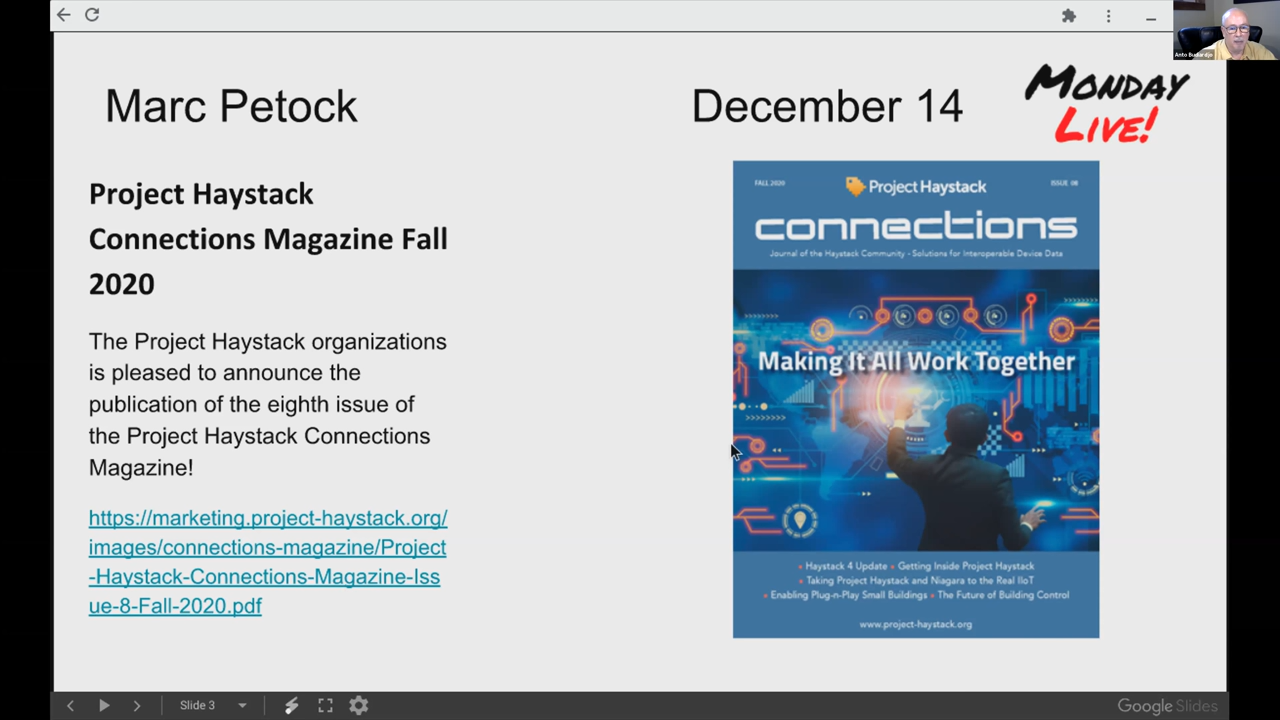 Anto Budiardjo
Marc Petock
December 14
Monday
Live!
Project Haystack
Connections Magazine Fall
2020
The Project Haystack organizations
is pleased to announce the
publication of the eighth issue of
the Project Haystack Connections
Magazine!
https://marketing.project-haystack.org/
images/connections-magazine/Project
-Haystack-Connections-Magazine-Iss
ue-8-Fall-2020.pdf
FALL 2020
Project Haystack
ISSUE 08
connections
Journal of the Haystack Community - Solutions for Interoperable Device Data
Making It All Work Together
• Haystack 4 Update • Getting Inside Project Haystack
• Taking Project Haystack and Niagara to the Real IIoT
• Enabling Plug-n-Play Small Buildings • The Future of Building Control
www.project-haystack.org
Slide 3
Google Slides